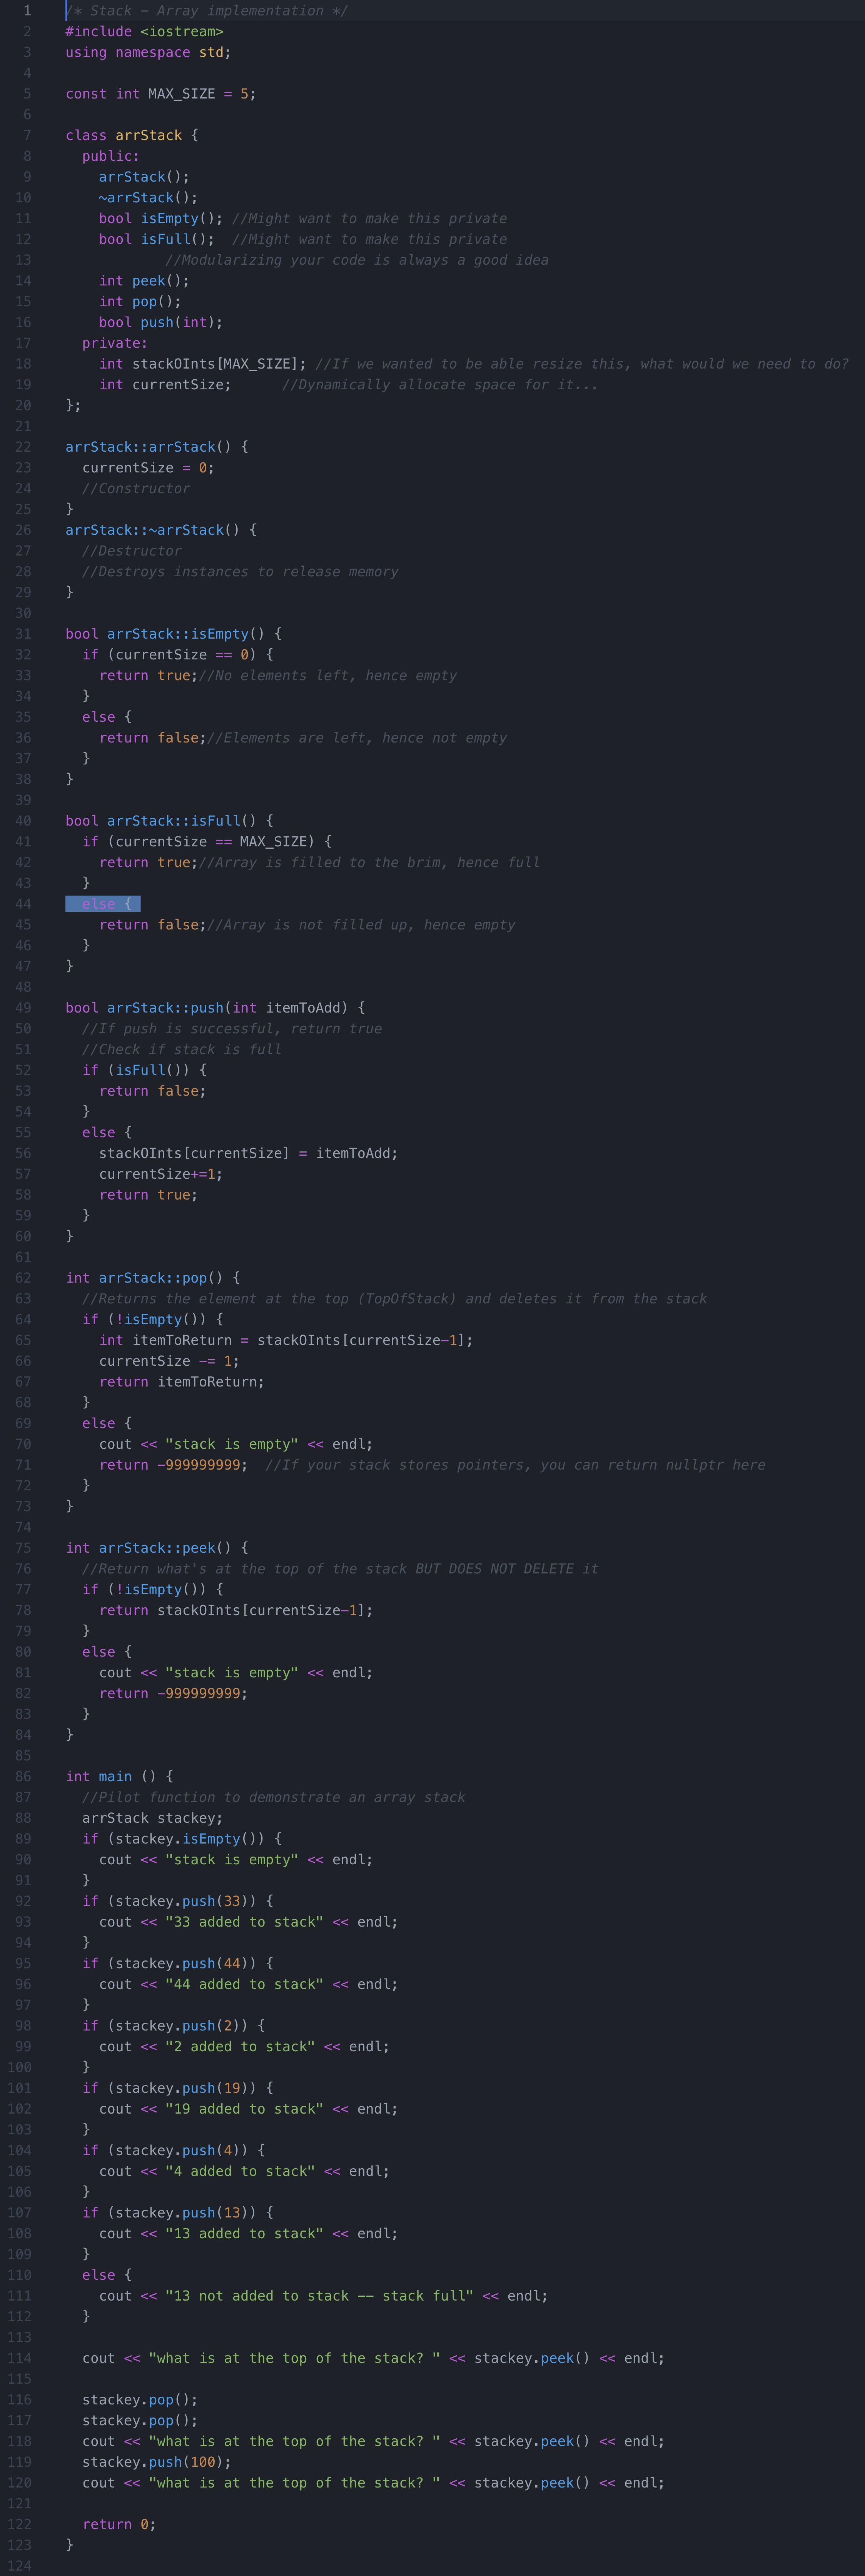 1 /* Stack - Array implementation */
2 #include <iostream>
3 using namespace std;
4
5 const int MAX_SIZE = 5;
6
7 class arrStack {
8   public:
9     arrStack();
10     ~arrStack();
11     bool isEmpty(); //Might want to make this private
12     bool isFull();  //Might want to make this private
13             //Modularizing your code is always a good idea
14     int peek();
15     int pop();
16     bool push(int);
17   private:
18     int stackOInts[MAX_SIZE]; //If we wanted to be able resize this, what would we need to do?
19     int currentSize;      //Dynamically allocate space for it...
20 };
21
22 arrStack::arrStack() {
23   currentSize = 0;
24   //Constructor
25 }
26 arrStack::~arrStack() {
27   //Destructor
28   //Destroys instances to release memory
29 }
30
31 bool arrStack::isEmpty() {
32   if (currentSize == 0) {
33     return true;//No elements left, hence empty
34   }
35   else {
36     return false;//Elements are left, hence not empty
37   }
38 }
39
40 bool arrStack::isFull() {
41   if (currentSize == MAX_SIZE) {
42     return true;//Array is filled to the brim, hence full
43   }
44   else {
45     return false;//Array is not filled up, hence empty
46   }
47 }
48
49 bool arrStack::push(int itemToAdd) {
50   //If push is successful, return true
51   //Check if stack is full
52   if (isFull()) {
53     return false;
54   }
55   else {
56     stackOInts[currentSize] = itemToAdd;
57     currentSize+=1;
58     return true;
59   }
60 }
61
62 int arrStack::pop() {
63   //Returns the element at the top (TopOfStack) and deletes it from the stack
64   if (!isEmpty()) {
65     int itemToReturn = stackOInts[currentSize-1];
66     currentSize -= 1;
67     return itemToReturn;
68   }
69   else {
70     cout << "stack is empty" << endl;
71     return -999999999;  //If your stack stores pointers, you can return nullptr here
72   }
73 }
74
75 int arrStack::peek() {
76   //Return what's at the top of the stack BUT DOES NOT DELETE it
77   if (!isEmpty()) {
78     return stackOInts[currentSize-1];
79   }
80   else {
81     cout << "stack is empty" << endl;
82     return -999999999;
83   }
84 }
85
86 int main () {
87   //Pilot function to demonstrate an array stack
88   arrStack stackey;
89   if (stackey.isEmpty()) {
90     cout << "stack is empty" << endl;
91   }
92   if (stackey.push(33)) {
93     cout << "33 added to stack" << endl;
94   }
95   if (stackey.push(44)) {
96     cout << "44 added to stack" << endl;
97   }
98   if (stackey.push(2)) {
99     cout << "2 added to stack" << endl;
100   }
101   if (stackey.push(19)) {
102     cout << "19 added to stack" << endl;
103   }
104   if (stackey.push(4)) {
105     cout << "4 added to stack" << endl;
106   }
107   if (stackey.push(13)) {
108     cout << "13 added to stack" << endl;
109   }
110   else {
111     cout << "13 not added to stack -- stack full" << endl;
112   }
113
114   cout << "what is at the top of the stack? " << stackey.peek() << endl;
115
116   stackey.pop();
117   stackey.pop();
118   cout << "what is at the top of the stack? " << stackey.peek() << endl;
119   stackey.push(100);
120   cout << "what is at the top of the stack? " << stackey.peek() << endl;
121
122   return 0;
123 }
124